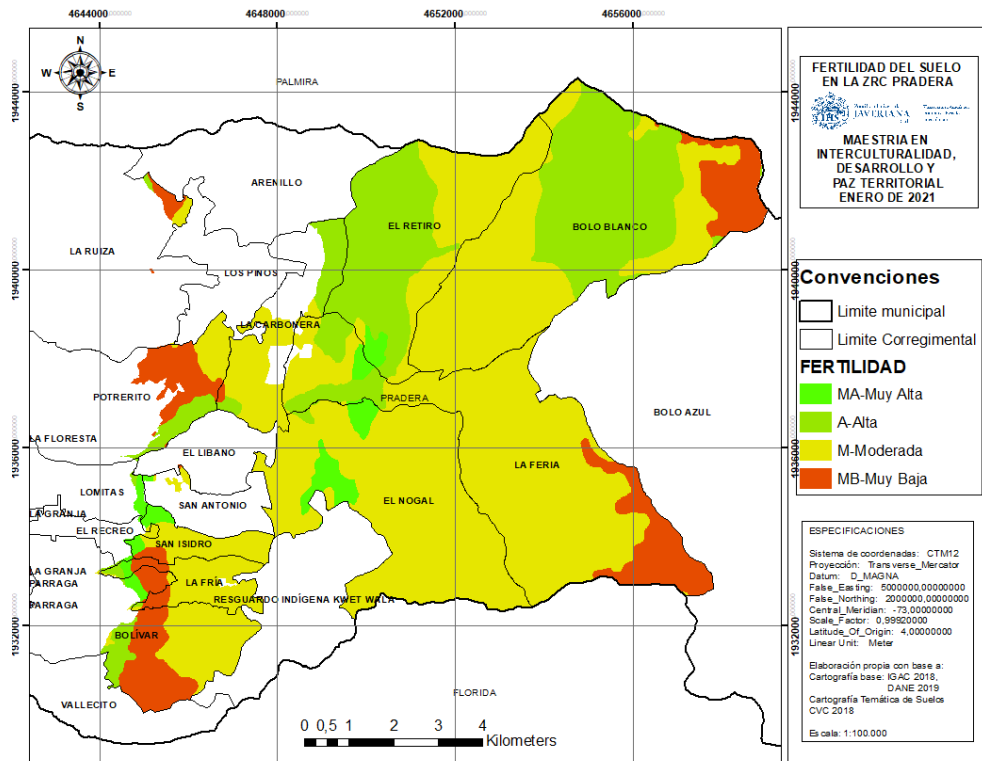 4644000
4648000
4652000
4656000
N
W E
S
PALMIRA
1944000
1944000
ARENILLO
EL RETIRO
BOLO BLANCO
LA RUIZA
LOS PINOS
1940000
1940000
LA CARBONERA
POTRERITO
PRADERA
BOLO AZUL
LA FLORESTA
EL LIBANO
1936000
1936000
LA FERIA
LOMITAS
SAN ANTONIO
EL NOGAL
LA GRANJA
EL RECREO
SAN ISIDRO
LA GRANJA
PARRAGA
LA FRÍA
RESGUARDO INDÍGENA KWET WALA
PARRAGA
1932000
1932000
BOLÍVAR
FLORIDA
VALLECITO
0 0,5 1 2 3 4
Kilometers
FERTILIDAD DEL SUELO
EN LA ZRC PRADERA
JAVERIANA
MAESTRIA EN
INTERCULTURALIDAD,
DESARROLLO Y
PAZ TERRITORIAL
ENERO DE 2021
Convenciones
Limite municipal
Limite Corregimental
FERTILIDAD
MA-Muy Alta
A-Alta
M-Moderada
MB-Muy Baja
ESPECIFICACIONES
Sistema de coordenadas: CTM12
Proyección: Transverse_Mercator
Datum: D_MAGNA
False_Easting: 5000000,00000000
False_Northing: 2000000,00000000
Central_Meridian: -73,00000000
Scale_Factor: 0,99920000
Latitude_Of_Origin: 4,00000000
Linear Unit: Meter
Elaboración propia con base a:
Cartografía base: IGAC 2018,
DANE 2019
Cartografía Temática de Suelos
CVC 2018
Escala: 1:100.000